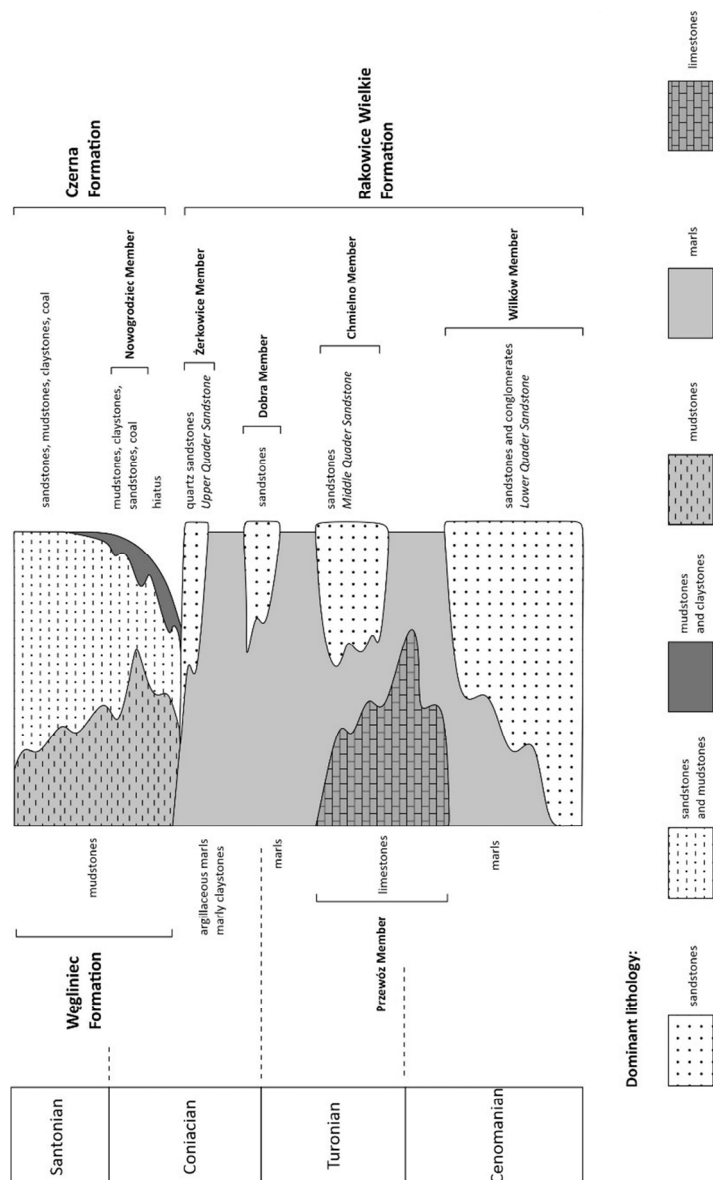 Santonian
Coniacian
Turonian
Cenomanian
Węgliniec
Formation
mudstones
argillaceous marls
marly claystones
marls
Przewóz Member
limestones
marls
sandstones, mudstones, claystones, coal
mudstones, claystones,
sandstones, coal
hiatus
quartz sandstones
Upper Quader Sandstone
sandstones
sandstones
Middle Quader Sandstone
sandstones and conglomerates
Lower Quader Sandstone
Nowogrodziec Member
Żerkowice Member
Dobra Member
Chmielno Member
Wilków Member
Czerna
Formation
Rakowice Wielkie
Formation
Dominant lithology:
sandstones
sandstones
and mudstones
mudstones
and claystones
mudstones
marls
limestones